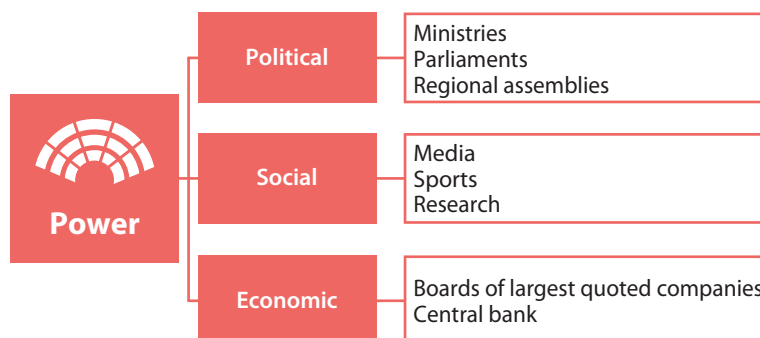 Power
Political
Ministries
Parliaments
Regional assemblies
Social
Media
Sports
Research
Economic
Boards of largest quoted companies
Central bank